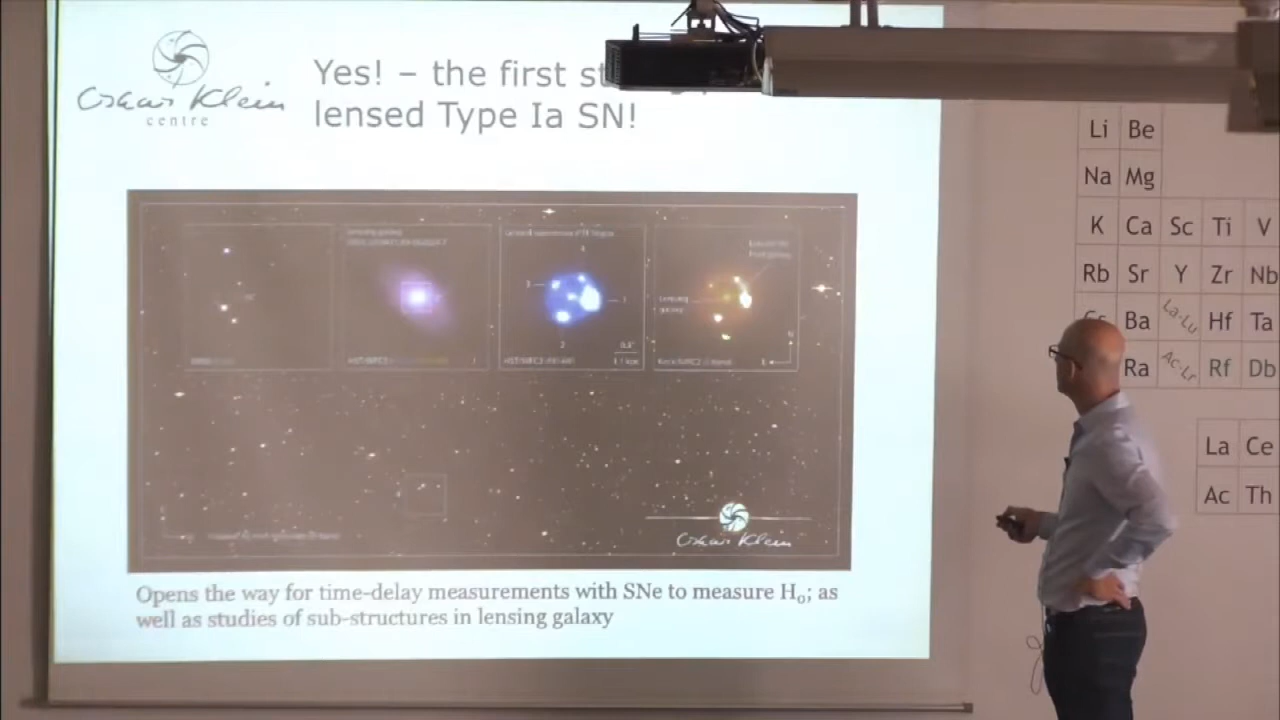 Oskar Klein
centre
Yes! – the first
lensed Type Ia SN!
Lensing
galaxy
Oskar Klein
Opens the way for time-delay measurements with SNe to measure H₀; as
well as studies of sub-structures in lensing galaxy
Li Be
Na Mg
K Ca Sc Ti V
Rb Sr Y Zr Nb
Ba La-Lu Hf Ta
Ra Ac-Lr Rf Db
La Ce
Ac Th